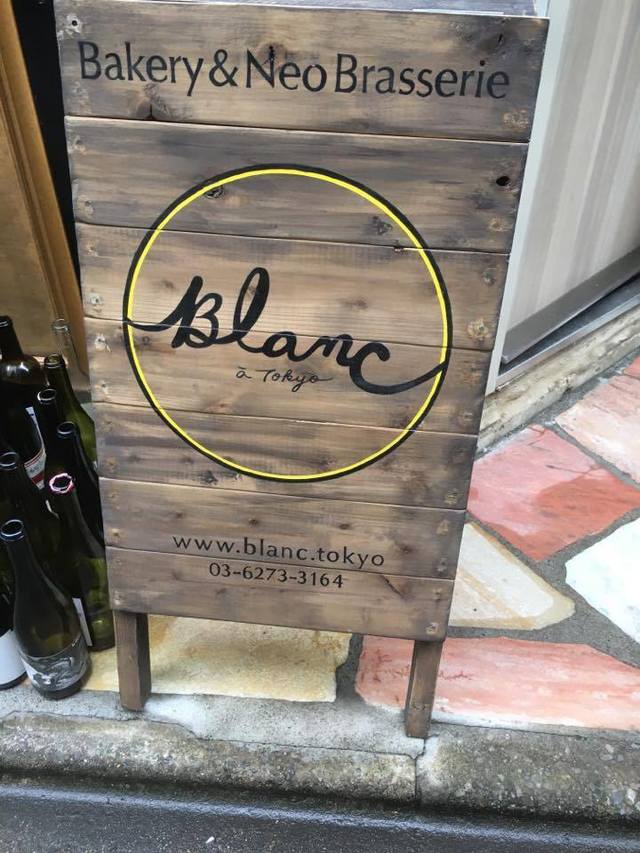 Bakery & Neo Brasserie
Blanc
à Tokyo
www.blanc.tokyo
03-6273-3164